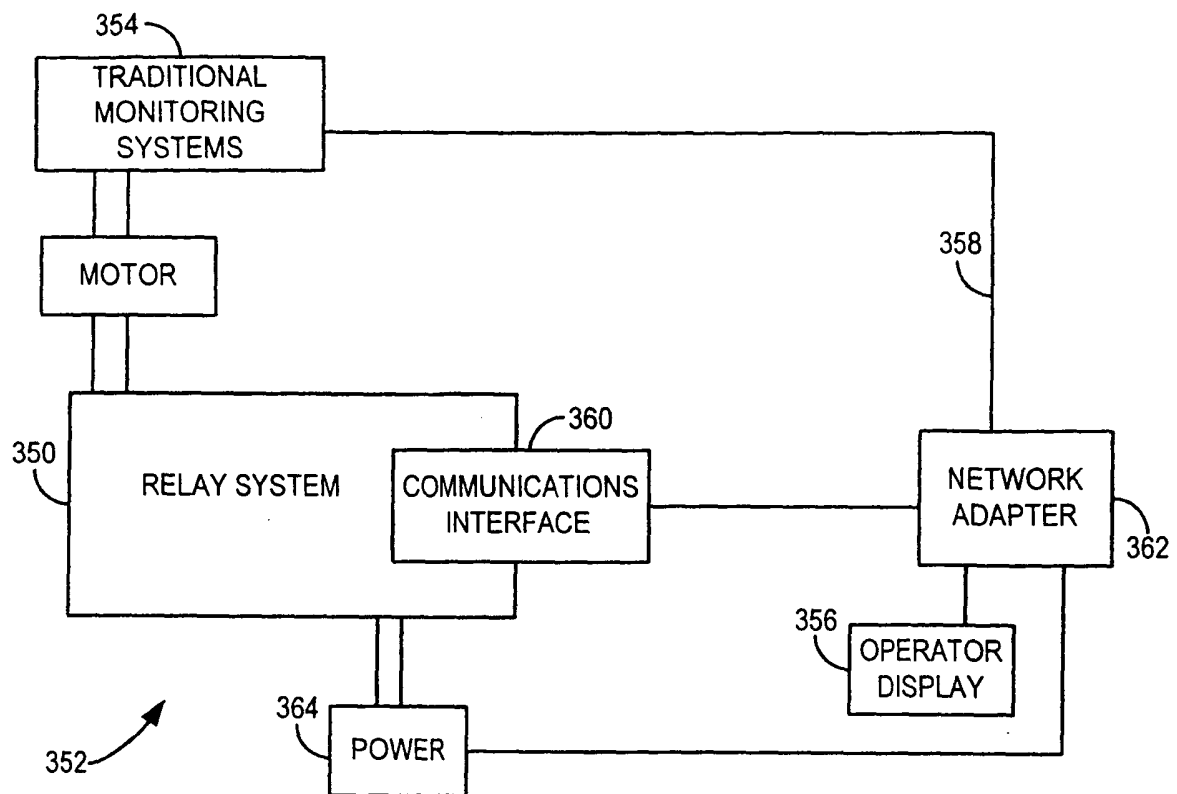 354
TRADITIONAL
MONITORING
SYSTEMS
MOTOR
358
360
350
RELAY SYSTEM
COMMUNICATIONS
INTERFACE
NETWORK
ADAPTER
362
356
OPERATOR
DISPLAY
364
POWER
352